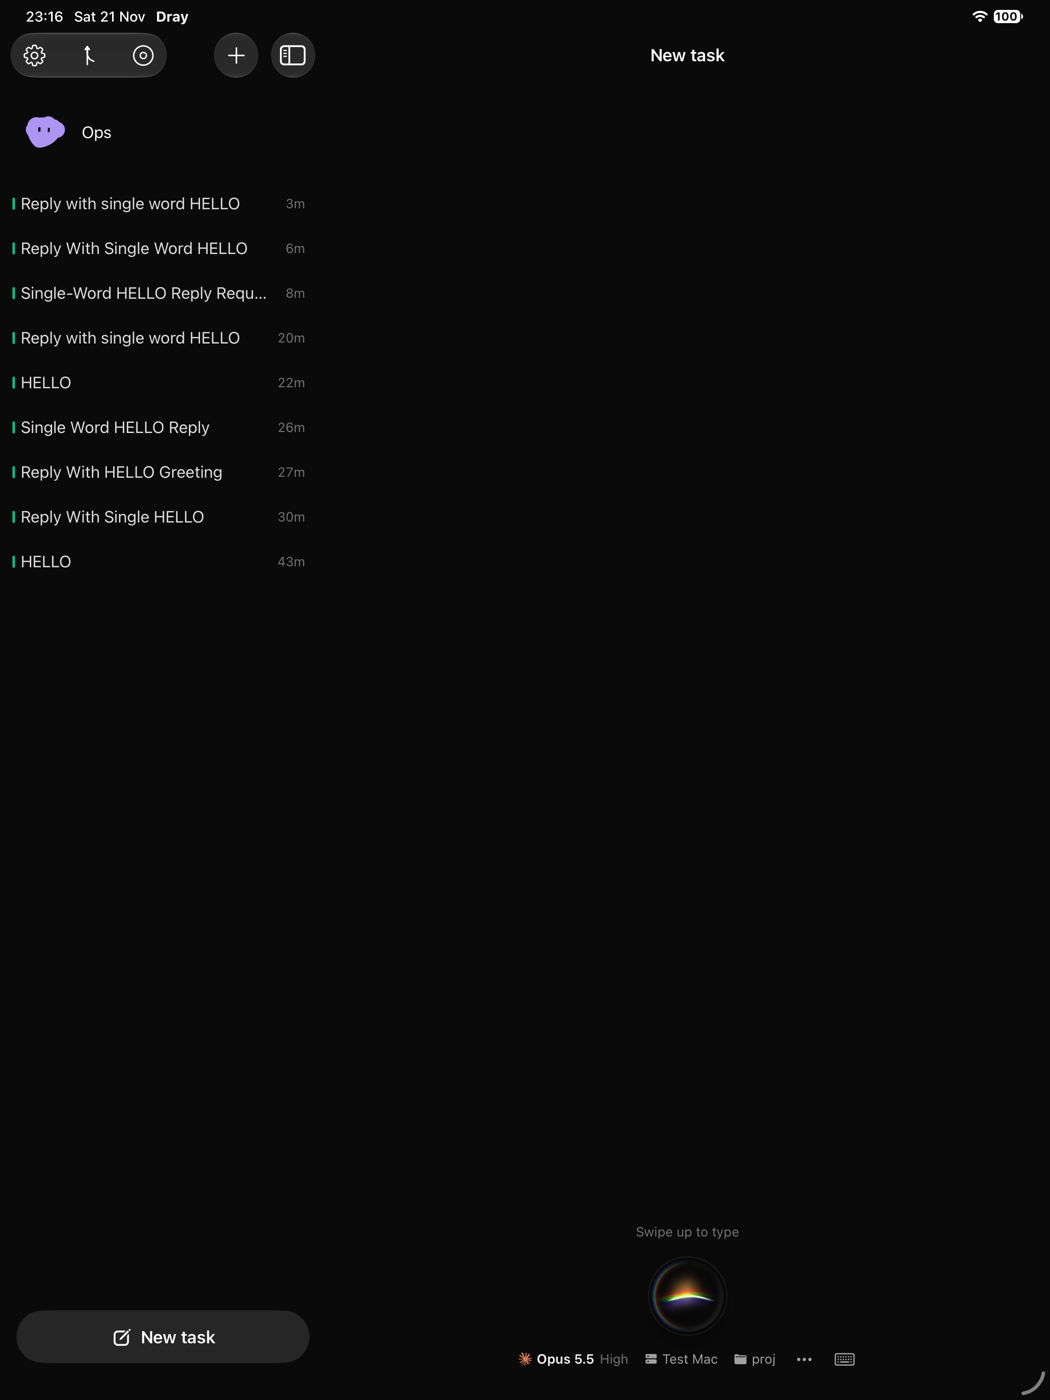 23:16 Sat 21 Nov Dray
100
New task
Ops
Reply with single word HELLO 3m
Reply With Single Word HELLO 6m
Single-Word HELLO Reply Requ... 8m
Reply with single word HELLO 20m
HELLO 22m
Single Word HELLO Reply 26m
Reply With HELLO Greeting 27m
Reply With Single HELLO 30m
HELLO 43m
Swipe up to type
New task
Opus 5.5 High Test Mac proj